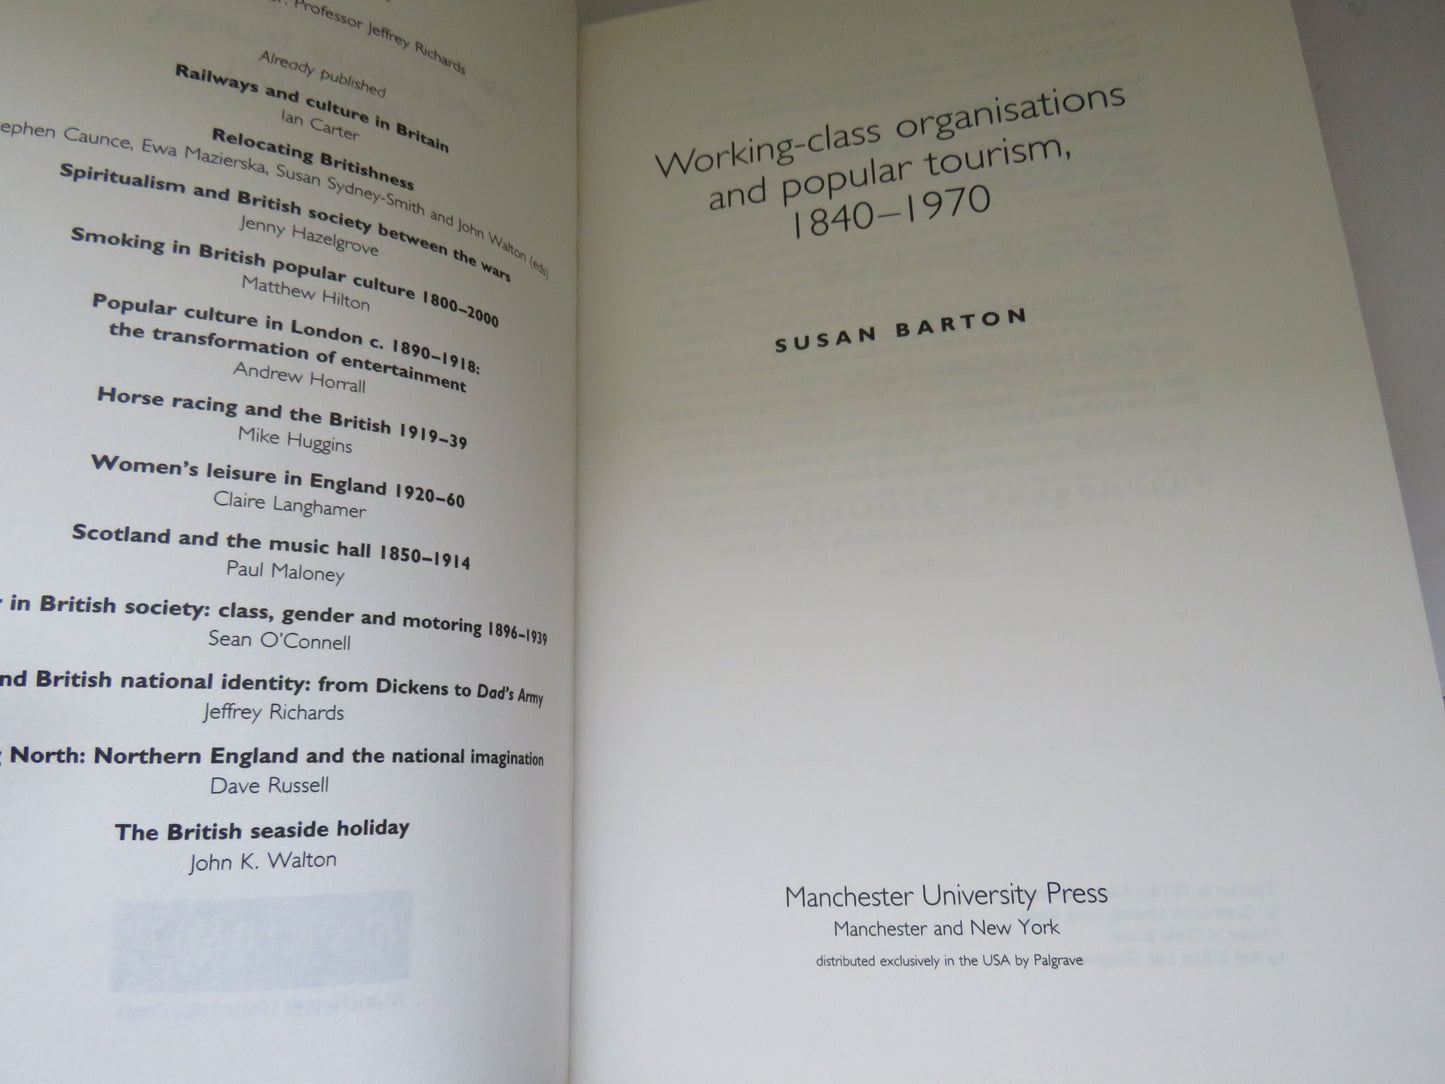 Professor Jeffrey Richards
Already published
Railways and culture in Britain
Ian Carter
Relocating Britishness
Caunce, Ewa Mazierska, Susan Sydney-Smith and John Walton (eds)
Spiritualism and British society between the wars
Jenny Hazelgrove
Smoking in British popular culture 1800–2000
Matthew Hilton
Popular culture in London c. 1890–1918:
the transformation of entertainment
Andrew Horrall
Horse racing and the British 1919–39
Mike Huggins
Women's leisure in England 1920–60
Claire Langhamer
Scotland and the music hall 1850–1914
Paul Maloney
in British society: class, gender and motoring 1896–1939
Sean O'Connell
British national identity: from Dickens to Dad's Army
Jeffrey Richards
North: Northern England and the national imagination
Dave Russell
The British seaside holiday
John K. Walton
Working-class organisations
and popular tourism,
1840–1970
SUSAN BARTON
Manchester University Press
Manchester and New York
distributed exclusively in the USA by Palgrave